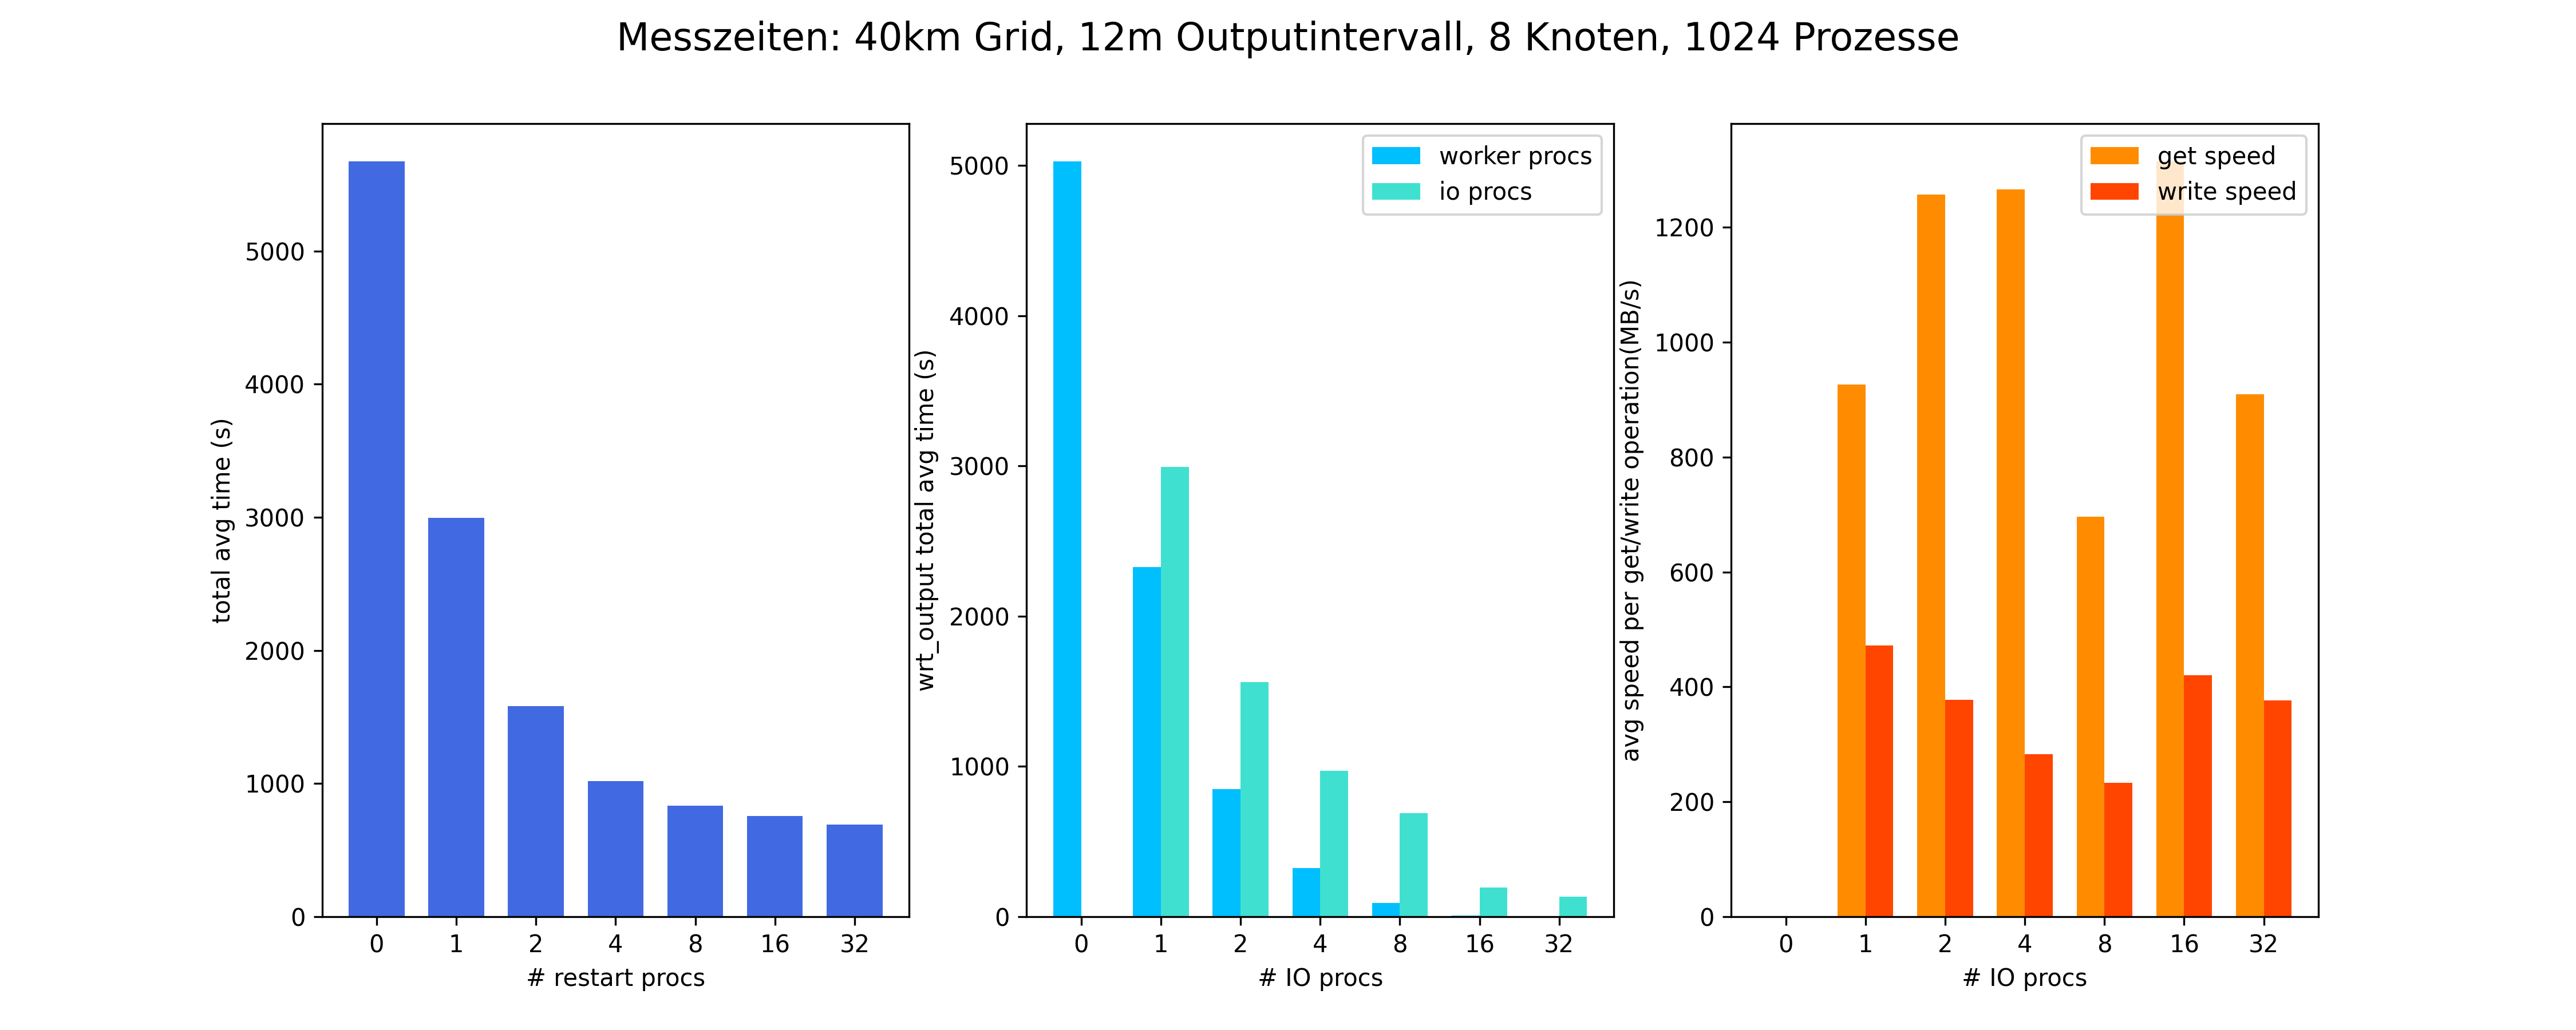 Messzeiten: 40km Grid, 12m Outputintervall, 8 Knoten, 1024 Prozesse
total avg time (s)
5000
4000
3000
2000
1000
0
0 1 2 4 8 16 32
# restart procs
wrt_output total avg time (s)
5000
4000
3000
2000
1000
0
worker procs
io procs
0 1 2 4 8 16 32
# IO procs
avg speed per get/write operation(MB/s)
1200
1000
800
600
400
200
0
get speed
write speed
0 1 2 4 8 16 32
# IO procs